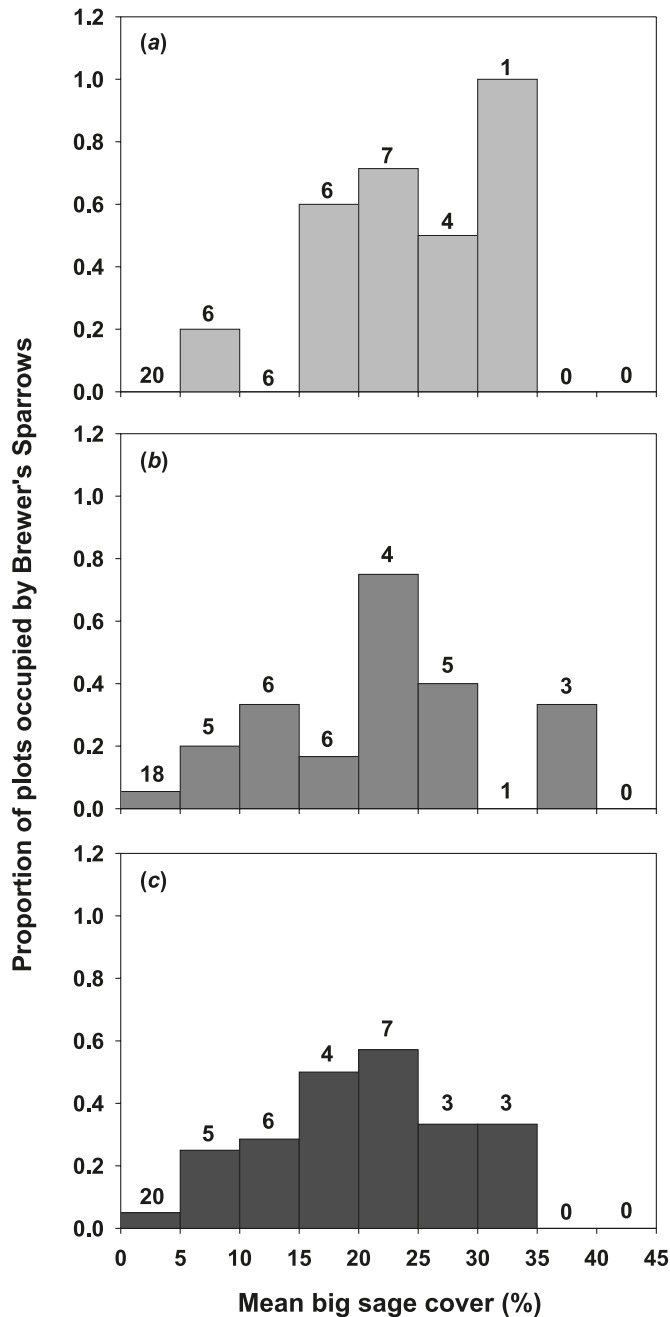 Proportion of plots occupied by Brewer's Sparrows
(a)
1.2
1.0
0.8
0.6
0.4
0.2
0.0
20 6 6 6 7 4 1 0 0
(b)
1.2
1.0
0.8
0.6
0.4
0.2
0.0
18 5 6 6 4 5 1 3 0
(c)
1.2
1.0
0.8
0.6
0.4
0.2
0.0
20 5 6 4 7 3 3 0 0
0 5 10 15 20 25 30 35 40 45
Mean big sage cover (%)